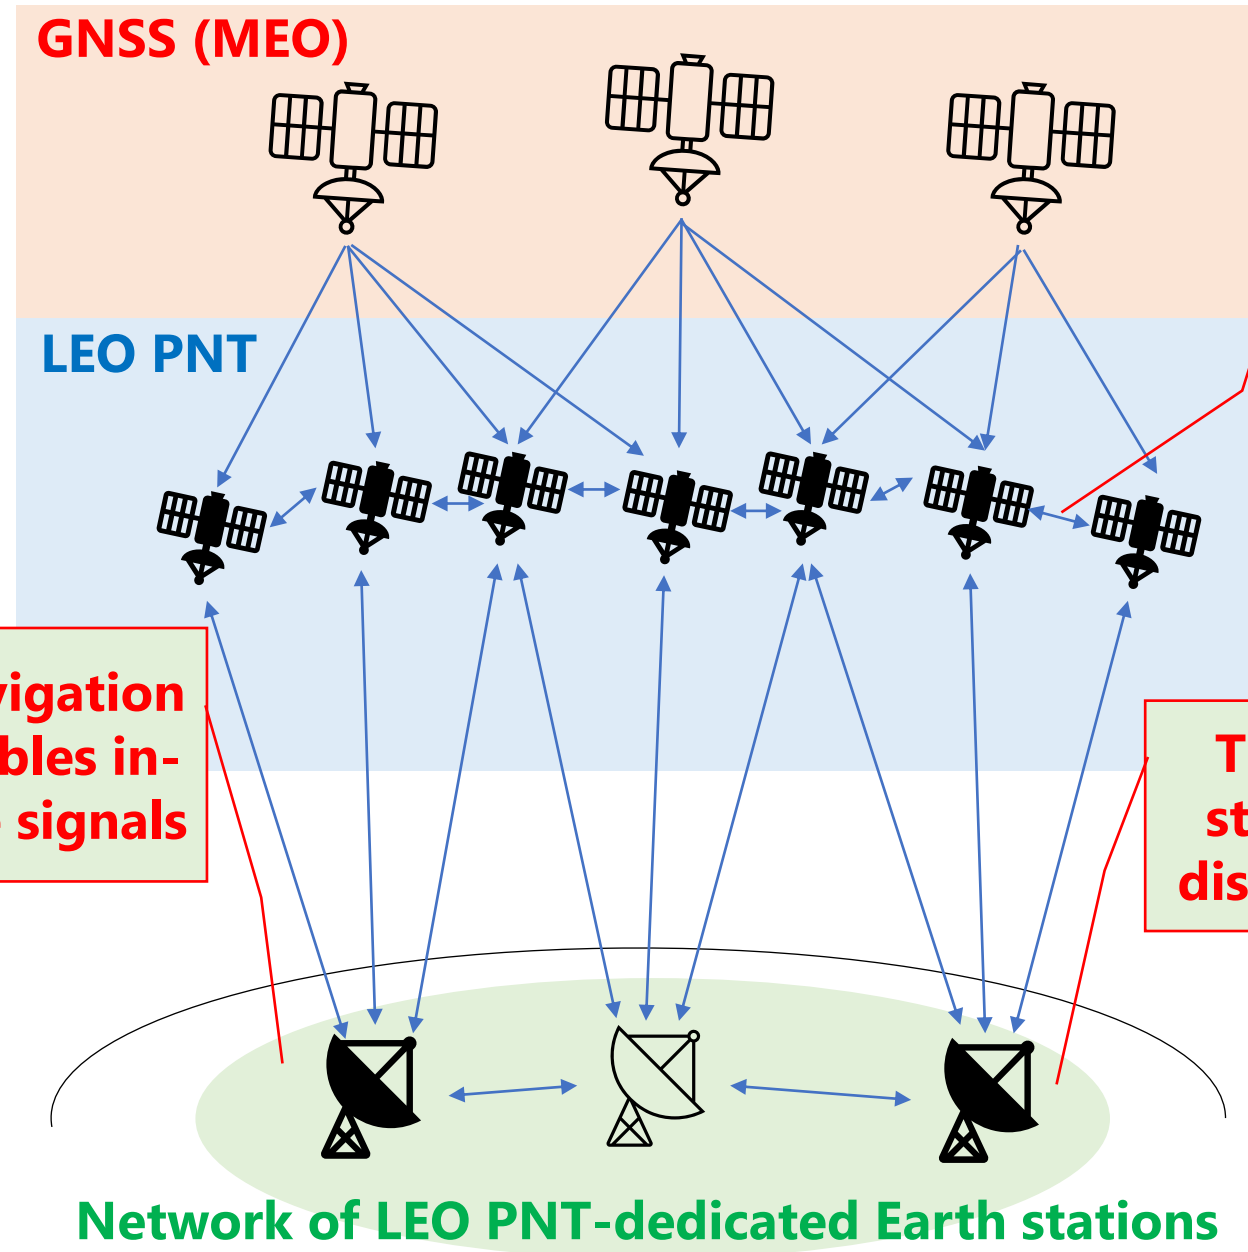 GNSS (MEO)
LEO PNT
vigation
bles in-
signals
T
st
dis
Network of LEO PNT-dedicated Earth stations